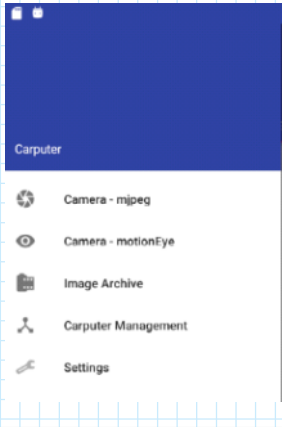 Carputer
Camera - mjpeg
Camera - motionEye
Image Archive
Carputer Management
Settings